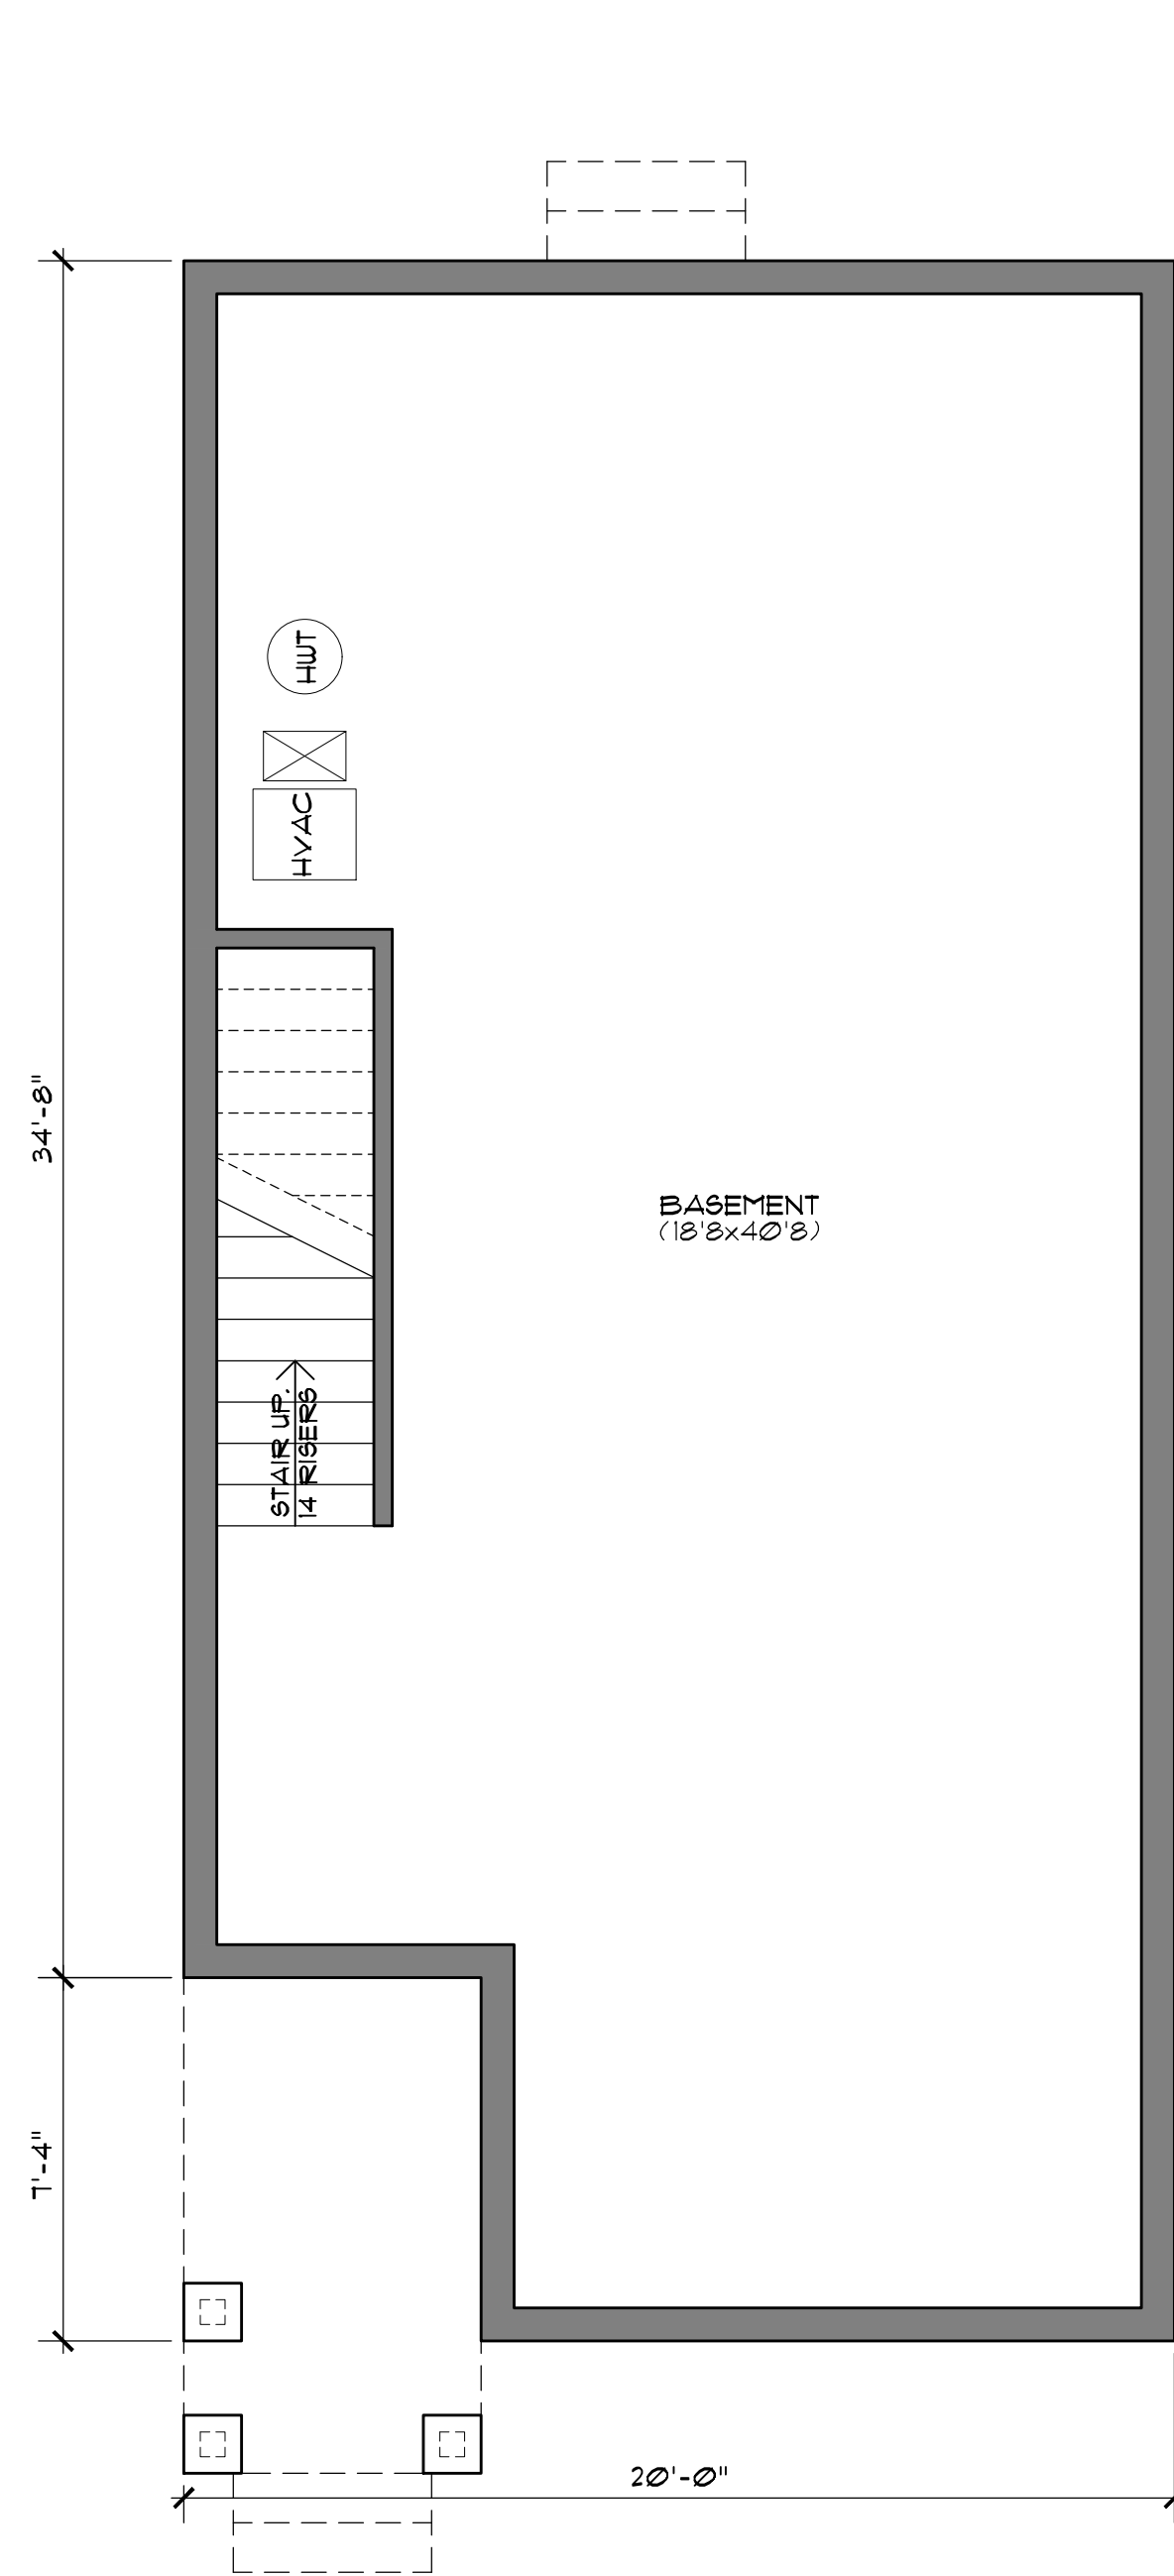 HWT
HVAC
34'-8"
BASEMENT
(18'8x40'8)
STAIR UP.
14 RISERS
7'-4"
20'-0"